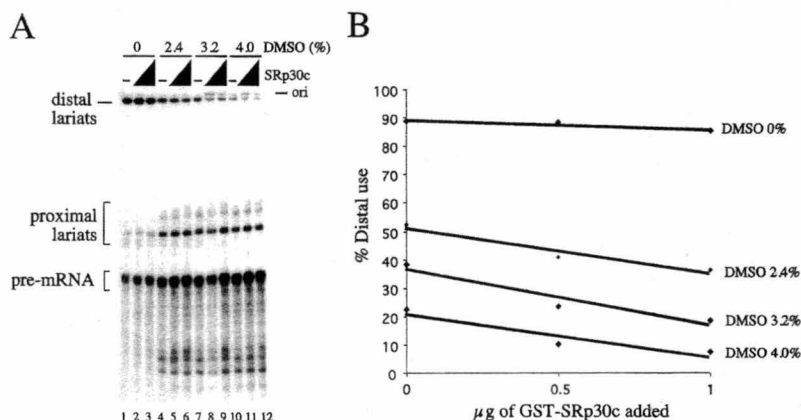 A
0 2.4 3.2 4.0 DMSO (%)
– – – – SRp30c
distal lariats
ori
proximal lariats
pre-mRNA
1 2 3 4 5 6 7 8 9 10 11 12
B
% Distal use
100
90
80
70
60
50
40
30
20
10
0
DMSO 0%
DMSO 2.4%
DMSO 3.2%
DMSO 4.0%
0 0.5 1
µg of GST-SRp30c added